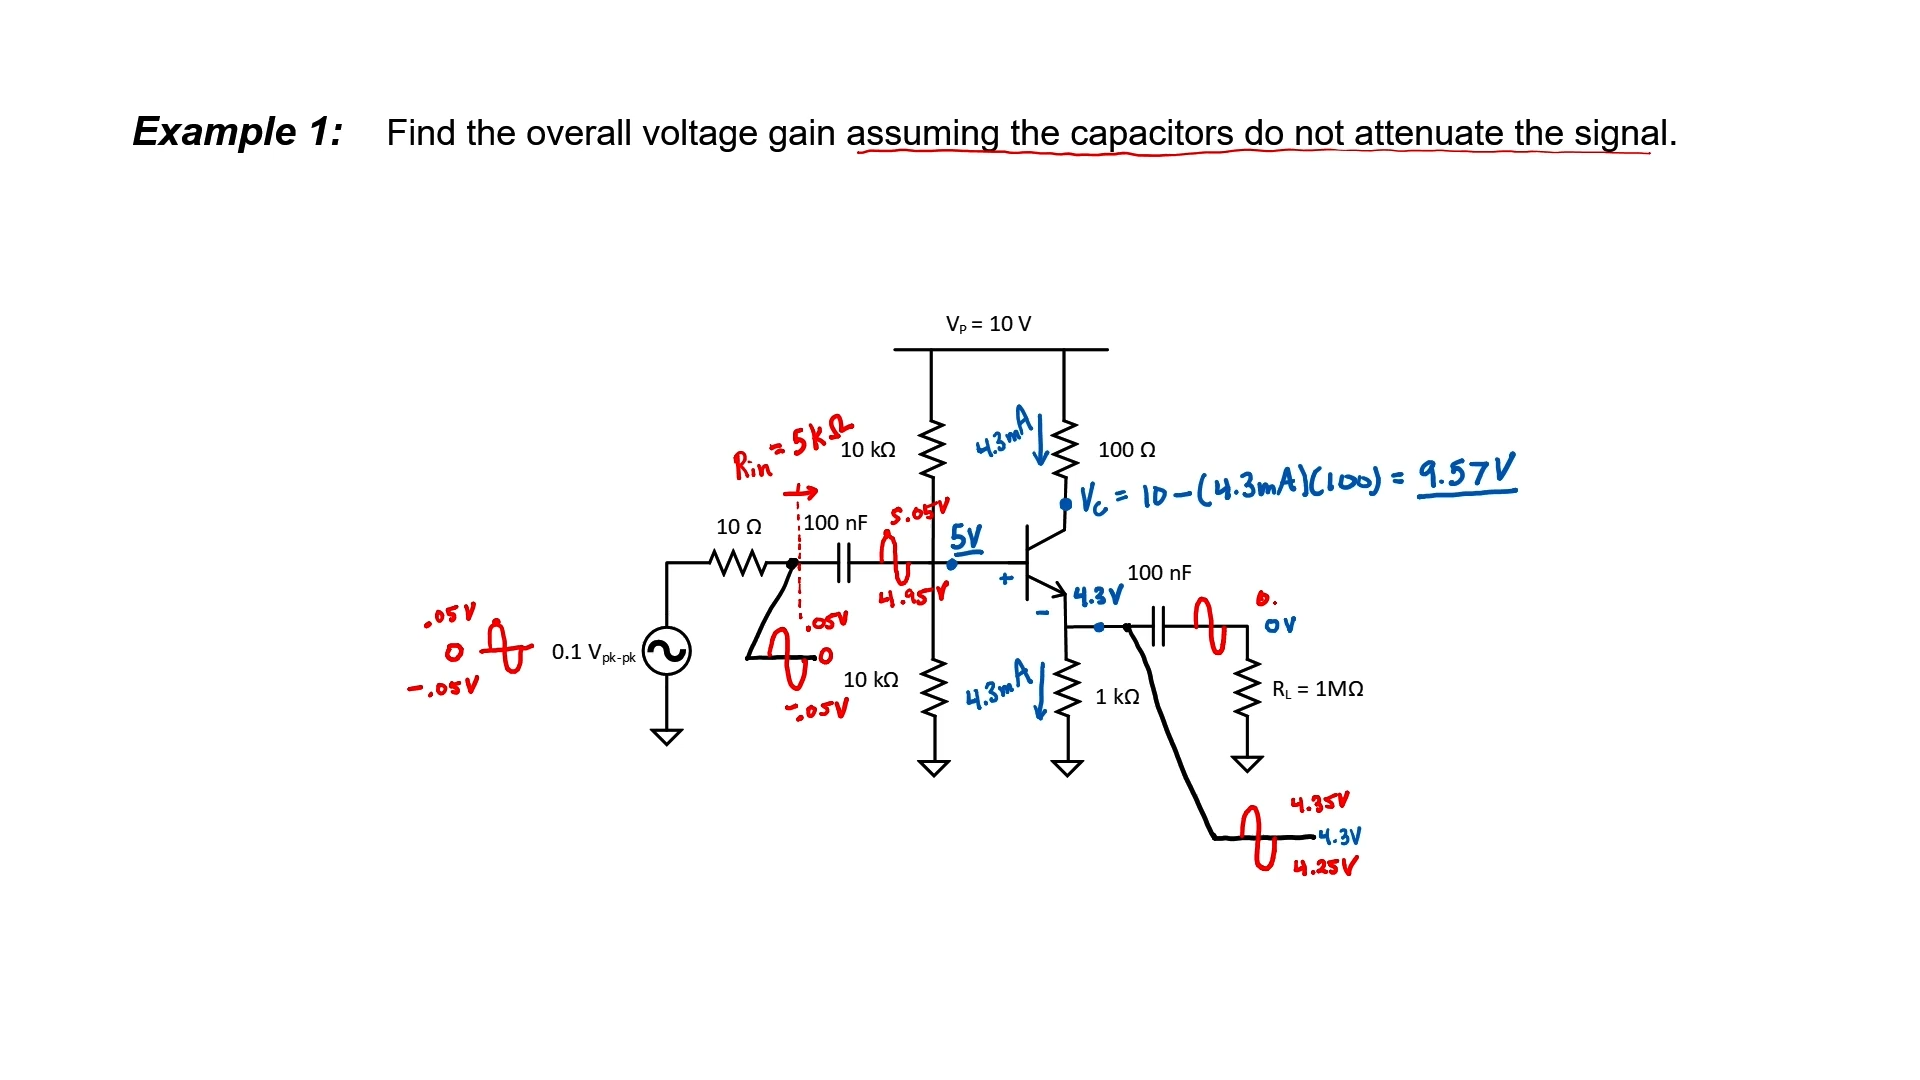 Example 1: Find the overall voltage gain assuming the capacitors do not attenuate the signal.
VP = 10 V
Rin = 5kΩ
10 kΩ
4.3mA
100 Ω
VC = 10 - (4.3mA)(100) = 9.57V
10 Ω
100 nF
5.05V
5V
4.95V
+
-
4.3V
100 nF
0.
0V
.05V
0
-.05V
0.1 Vpk-pk
.05V
0
-.05V
10 kΩ
4.3mA
1 kΩ
RL = 1MΩ
4.35V
4.3V
4.25V